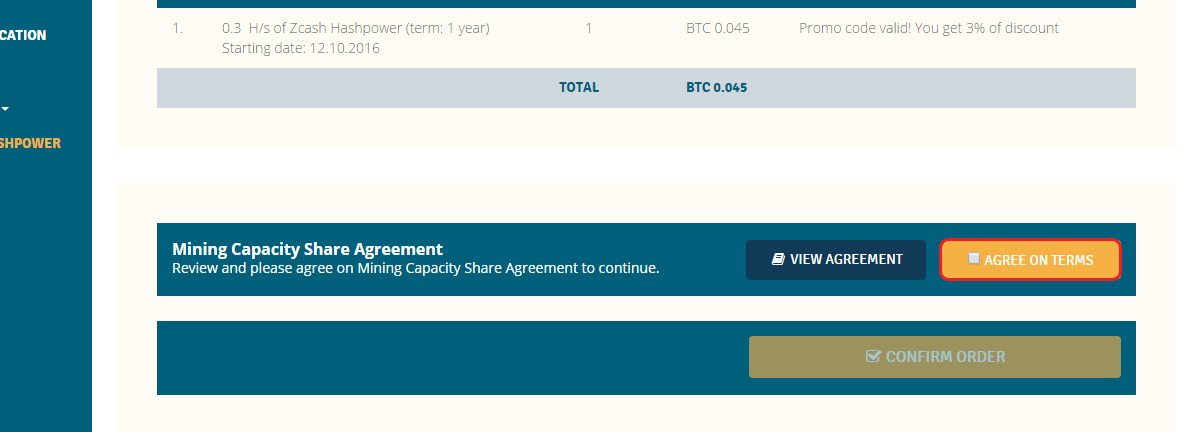 CATION
SHPOWER
1. 0.3 H/s of Zcash Hashpower (term: 1 year) 1 BTC 0.045 Promo code valid! You get 3% of discount
Starting date: 12.10.2016
TOTAL BTC 0.045
Mining Capacity Share Agreement
Review and please agree on Mining Capacity Share Agreement to continue.
VIEW AGREEMENT
AGREE ON TERMS
CONFIRM ORDER